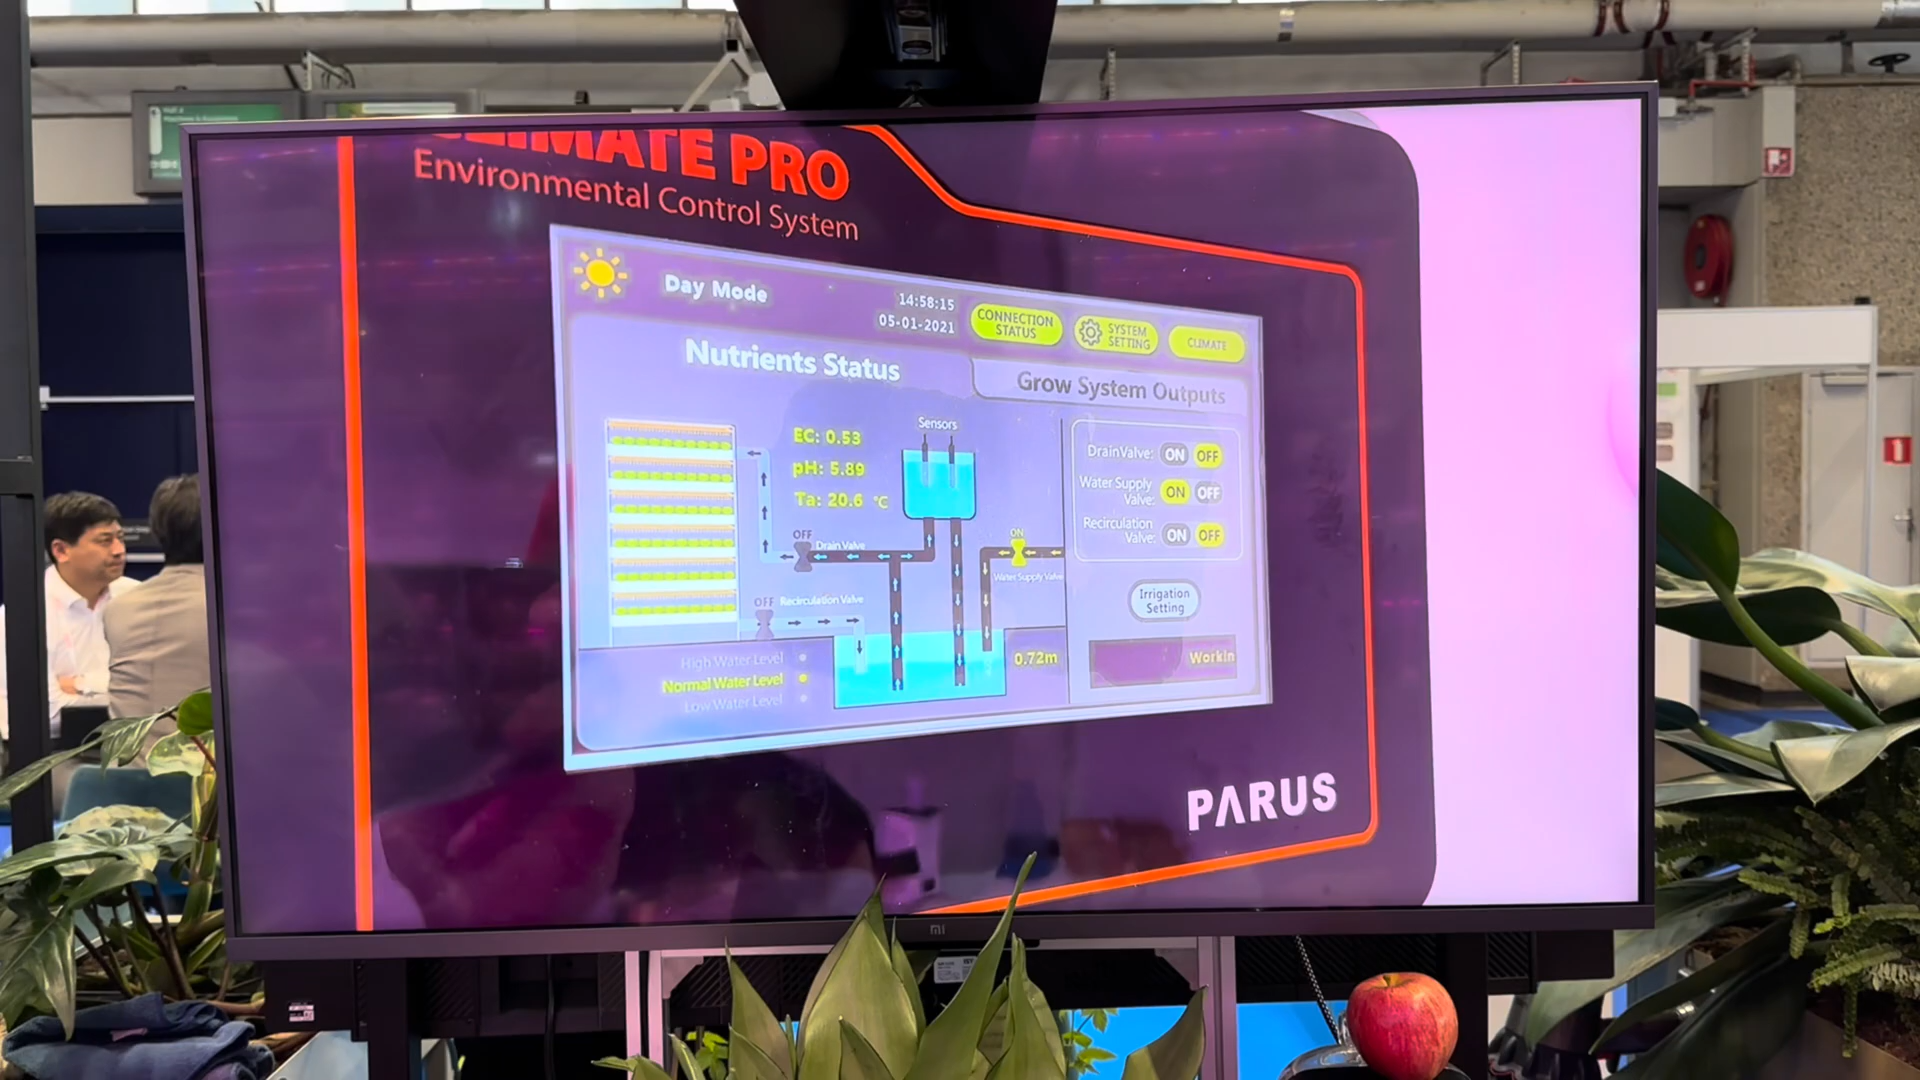 CLIMATE PRO
Environmental Control System
Day Mode
14:58:15
05-01-2021
CONNECTION
STATUS
SYSTEM
SETTING
CLIMATE
Nutrients Status
Grow System Outputs
EC: 0.53
pH: 5.89
Ta: 20.6 °C
Sensors
OFF
Drain Valve
ON
Water Supply Valve
OFF
Recirculation Valve
High Water Level
Normal Water Level
Low Water Level
0.72m
DrainValve: ON OFF
Water Supply
Valve: ON OFF
Recirculation
Valve: ON OFF
Irrigation
Setting
Workin
PARUS
mi